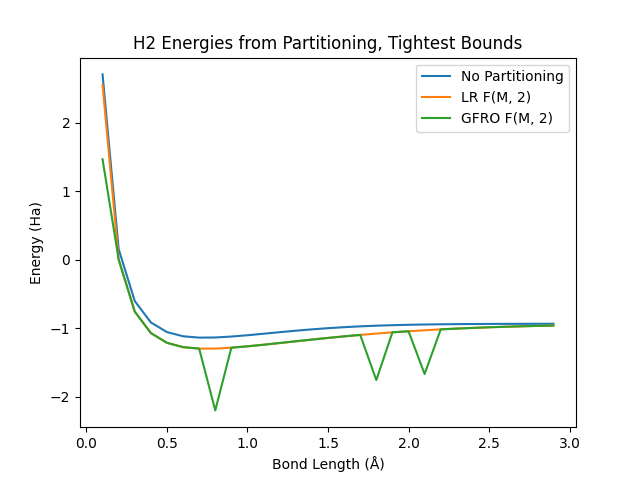 H2 Energies from Partitioning, Tightest Bounds
No Partitioning
LR F(M, 2)
GFRO F(M, 2)
Energy (Ha)
2
1
0
−1
−2
0.0 0.5 1.0 1.5 2.0 2.5 3.0
Bond Length (Å)